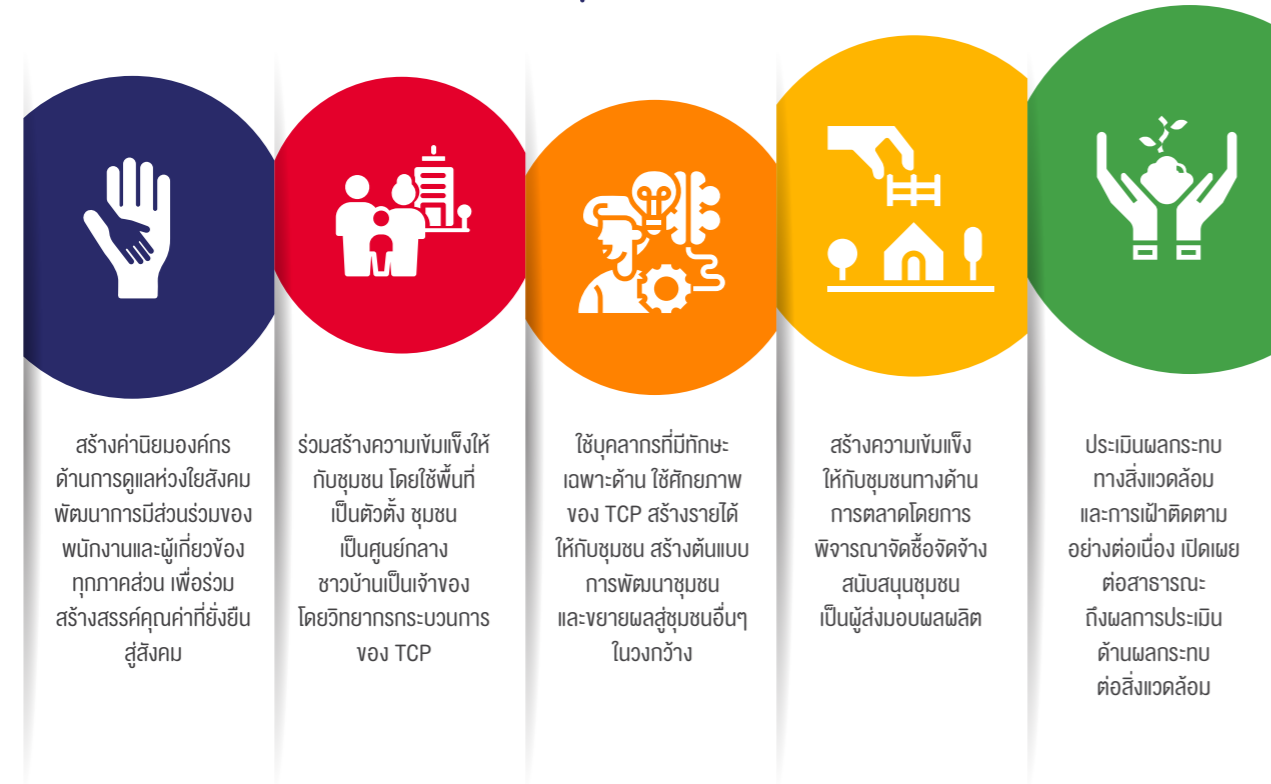 สร้างค่านิยมองค์กร
ด้านการดูแลห่วงใยสังคม
พัฒนาการมีส่วนร่วมของ
พนักงานและผู้เกี่ยวข้อง
ทุกภาคส่วน เพื่อร่วม
สร้างสรรค์คุณค่าที่ยั่งยืน
สู่สังคม
ร่วมสร้างความเข้มแข็งให้
กับชุมชน โดยใช้พื้นที่
เป็นตัวตั้ง ชุมชน
เป็นศูนย์กลาง
ชาวบ้านเป็นเจ้าของ
โดยวิทยากรกระบวนการ
ของ TCP
ใช้บุคลากรที่มีทักษะ
เฉพาะด้าน ใช้ศักยภาพ
ของ TCP สร้างรายได้
ให้กับชุมชน สร้างต้นแบบ
การพัฒนาชุมชน
และขยายผลสู่ชุมชนอื่นๆ
ในวงกว้าง
สร้างความเข้มแข็ง
ให้กับชุมชนทางด้าน
การตลาดโดยการ
พิจารณาจัดซื้อจัดจ้าง
สนับสนุนชุมชน
เป็นผู้ส่งมอบผลผลิต
ประเมินผลกระทบ
ทางสิ่งแวดล้อม
และการเฝ้าติดตาม
อย่างต่อเนื่อง เปิดเผย
ต่อสาธารณะ
ถึงผลการประเมิน
ด้านผลกระทบ
ต่อสิ่งแวดล้อม